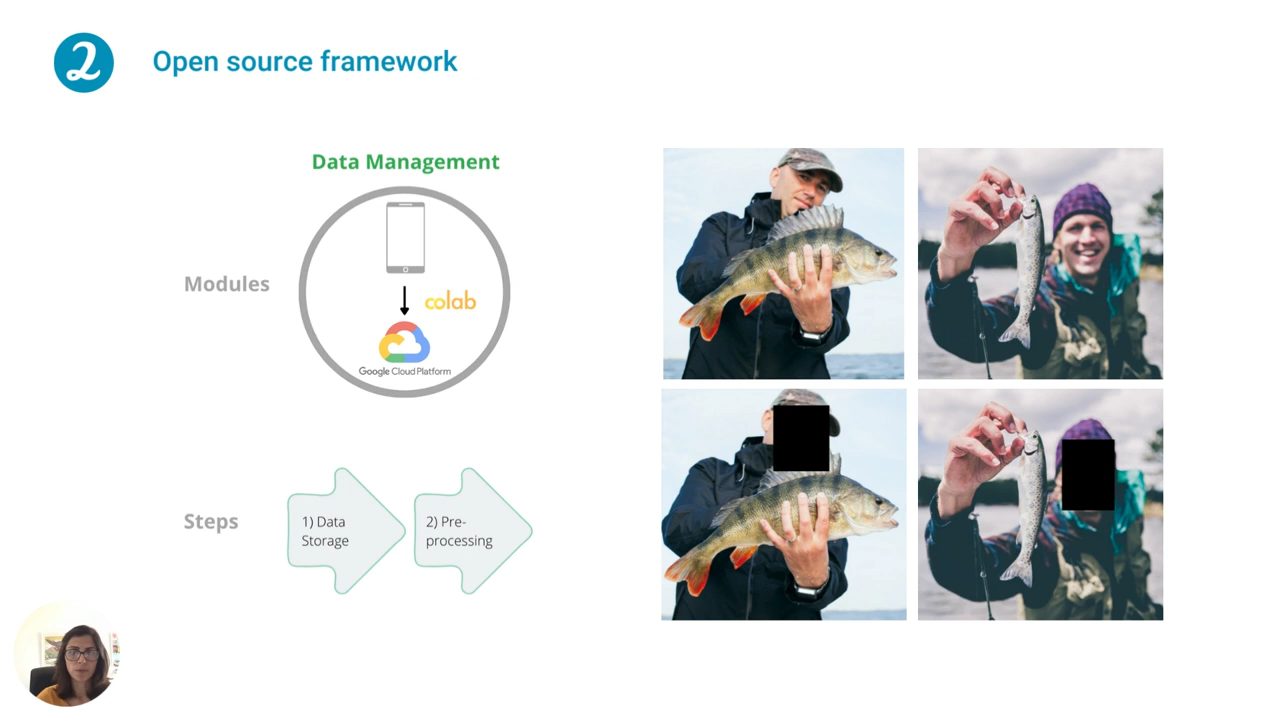 2
Open source framework
Data Management
Modules
colab
Google Cloud Platform
Steps
1) Data
Storage
2) Pre-
processing